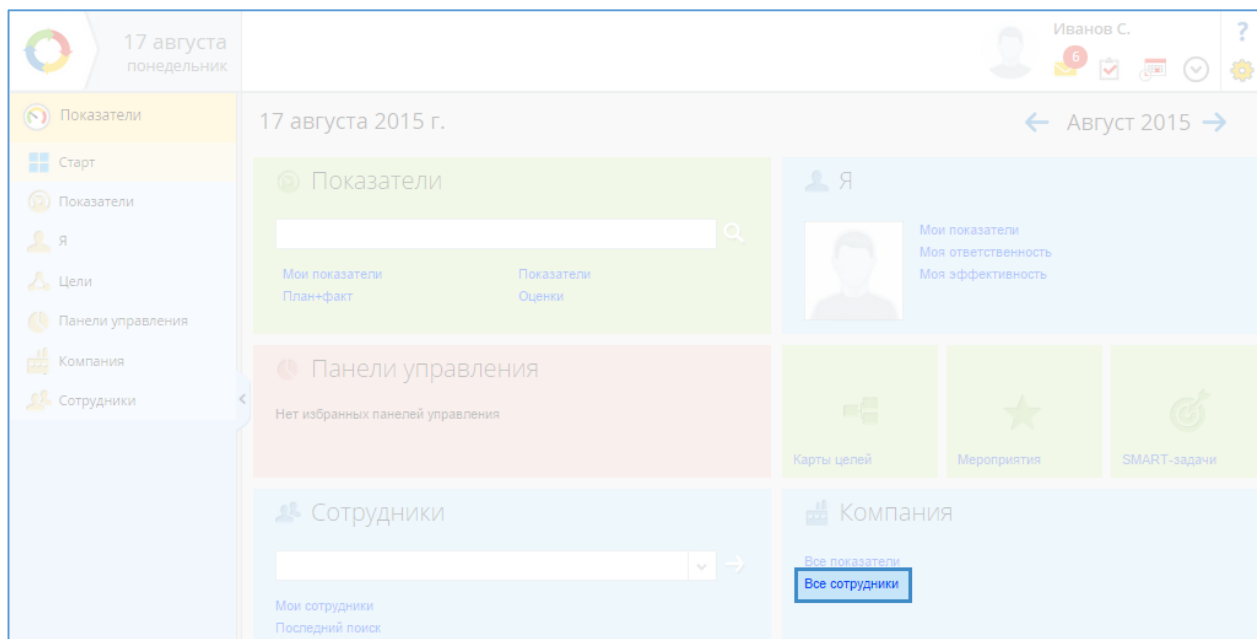 17 августа
понедельник
Иванов С.
6
?
Показатели
Старт
Показатели
Я
Цели
Панели управления
Компания
Сотрудники
17 августа 2015 г.
Август 2015
Показатели
Мои показатели
Показатели
План+факт
Оценки
Я
Мои показатели
Моя ответственность
Моя эффективность
Панели управления
Нет избранных панелей управления
Карты целей
Мероприятия
SMART-задачи
Сотрудники
Мои сотрудники
Последний поиск
Компания
Все показатели
Все сотрудники